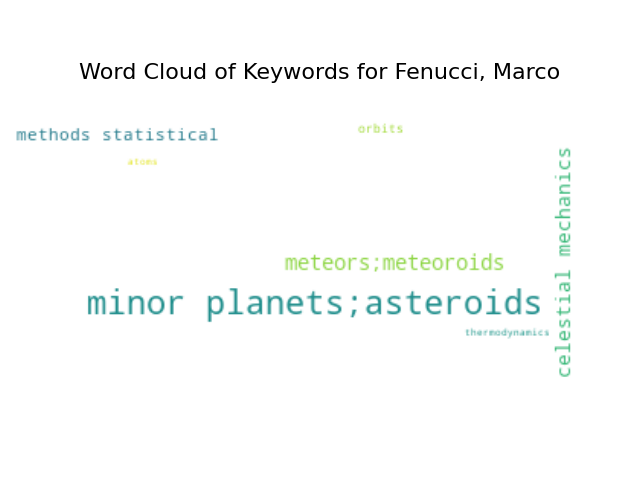 Word Cloud of Keywords for Fenucci, Marco
orbits
methods statistical
atoms
celestial mechanics
meteors;meteoroids
minor planets;asteroids
thermodynamics